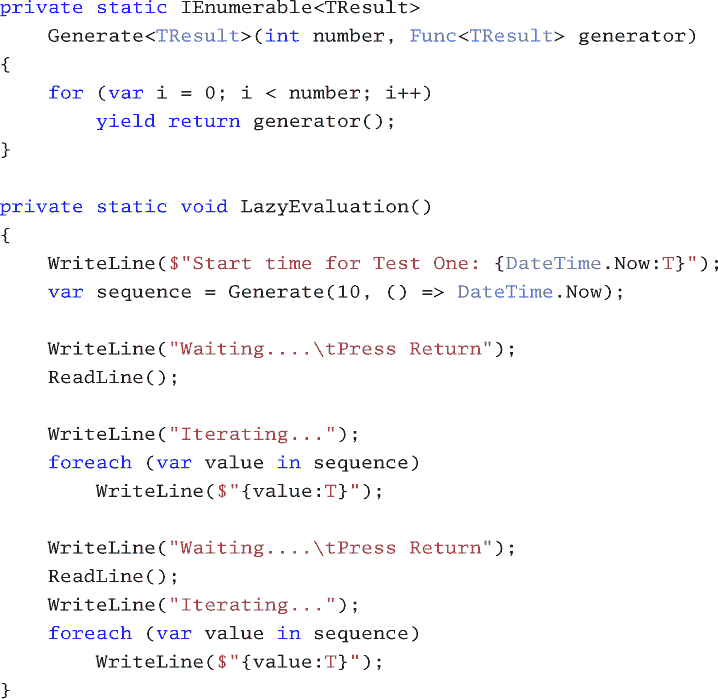 private static IEnumerable<TResult>
    Generate<TResult>(int number, Func<TResult> generator)
{
    for (var i = 0; i < number; i++)
        yield return generator();
}

private static void LazyEvaluation()
{
    WriteLine($"Start time for Test One: {DateTime.Now:T}");
    var sequence = Generate(10, () => DateTime.Now);

    WriteLine("Waiting....\tPress Return");
    ReadLine();

    WriteLine("Iterating...");
    foreach (var value in sequence)
        WriteLine($"{value:T}");

    WriteLine("Waiting....\tPress Return");
    ReadLine();
    WriteLine("Iterating...");
    foreach (var value in sequence)
        WriteLine($"{value:T}");
}